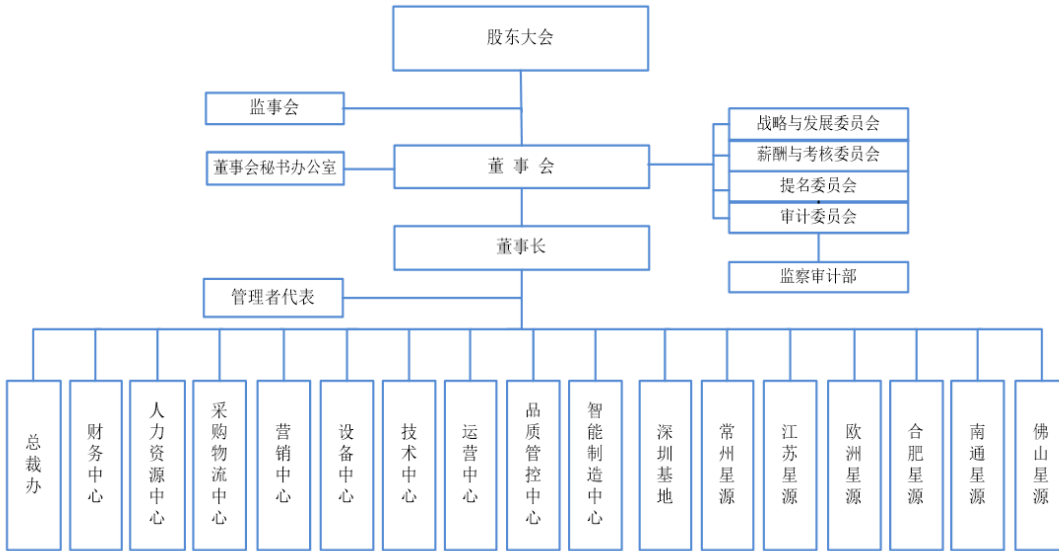 股东大会
监事会
战略与发展委员会
董事会秘书办公室
董 事 会
薪酬与考核委员会
提名委员会
审计委员会
董事长
监察审计部
管理者代表
总裁办
财务中心
人力资源中心
采购物流中心
营销中心
设备中心
技术中心
运营中心
品质管控中心
智能制造中心
深圳基地
常州星源
江苏星源
欧洲星源
合肥星源
南通星源
佛山星源